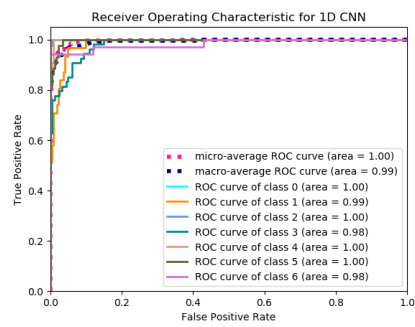 Receiver Operating Characteristic for 1D CNN
1.0
0.8
0.6
0.4
0.2
0.0
True Positive Rate
micro-average ROC curve (area = 1.00)
macro-average ROC curve (area = 0.99)
ROC curve of class 0 (area = 1.00)
ROC curve of class 1 (area = 0.99)
ROC curve of class 2 (area = 1.00)
ROC curve of class 3 (area = 0.98)
ROC curve of class 4 (area = 1.00)
ROC curve of class 5 (area = 1.00)
ROC curve of class 6 (area = 0.98)
0.0 0.2 0.4 0.6 0.8 1.0
False Positive Rate